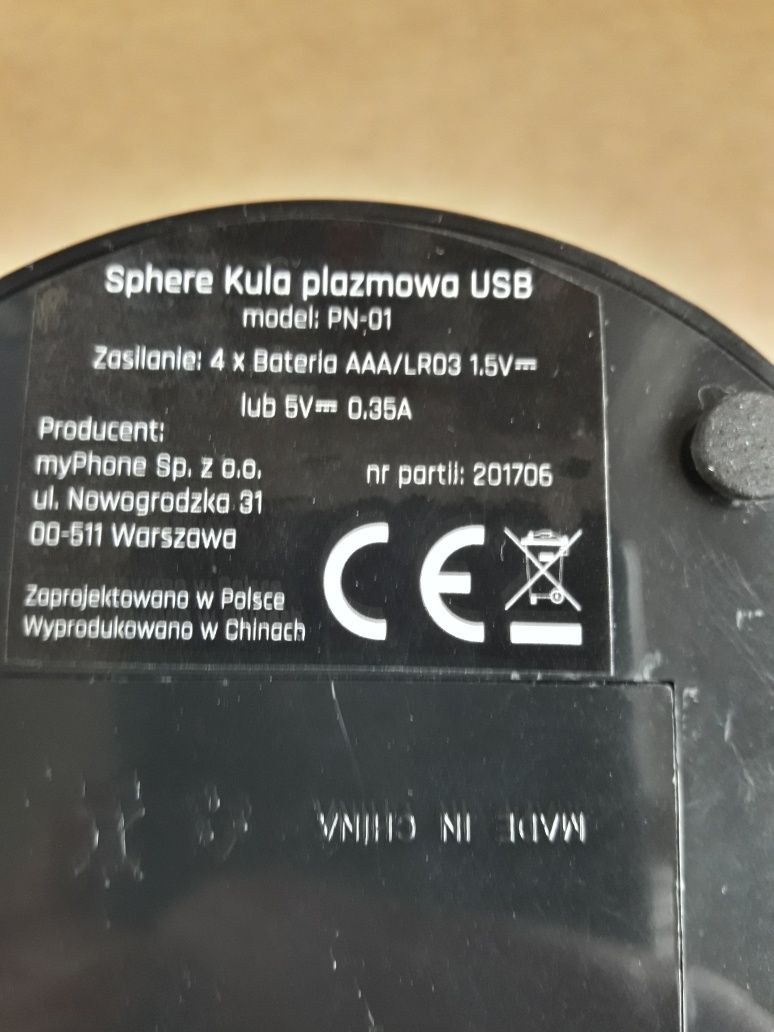 Sphere Kula plazmowa USB
model: PN-01
Zasilanie: 4 x Bateria AAA/LR03 1.5V⎓
lub 5V⎓ 0.35A
Producent:
myPhone Sp. z o.o.
ul. Nowogrodzka 31
00-511 Warszawa
nr partii: 201706
CE
Zaprojektowano w Polsce
Wyprodukowano w Chinach
MADE IN CHINA